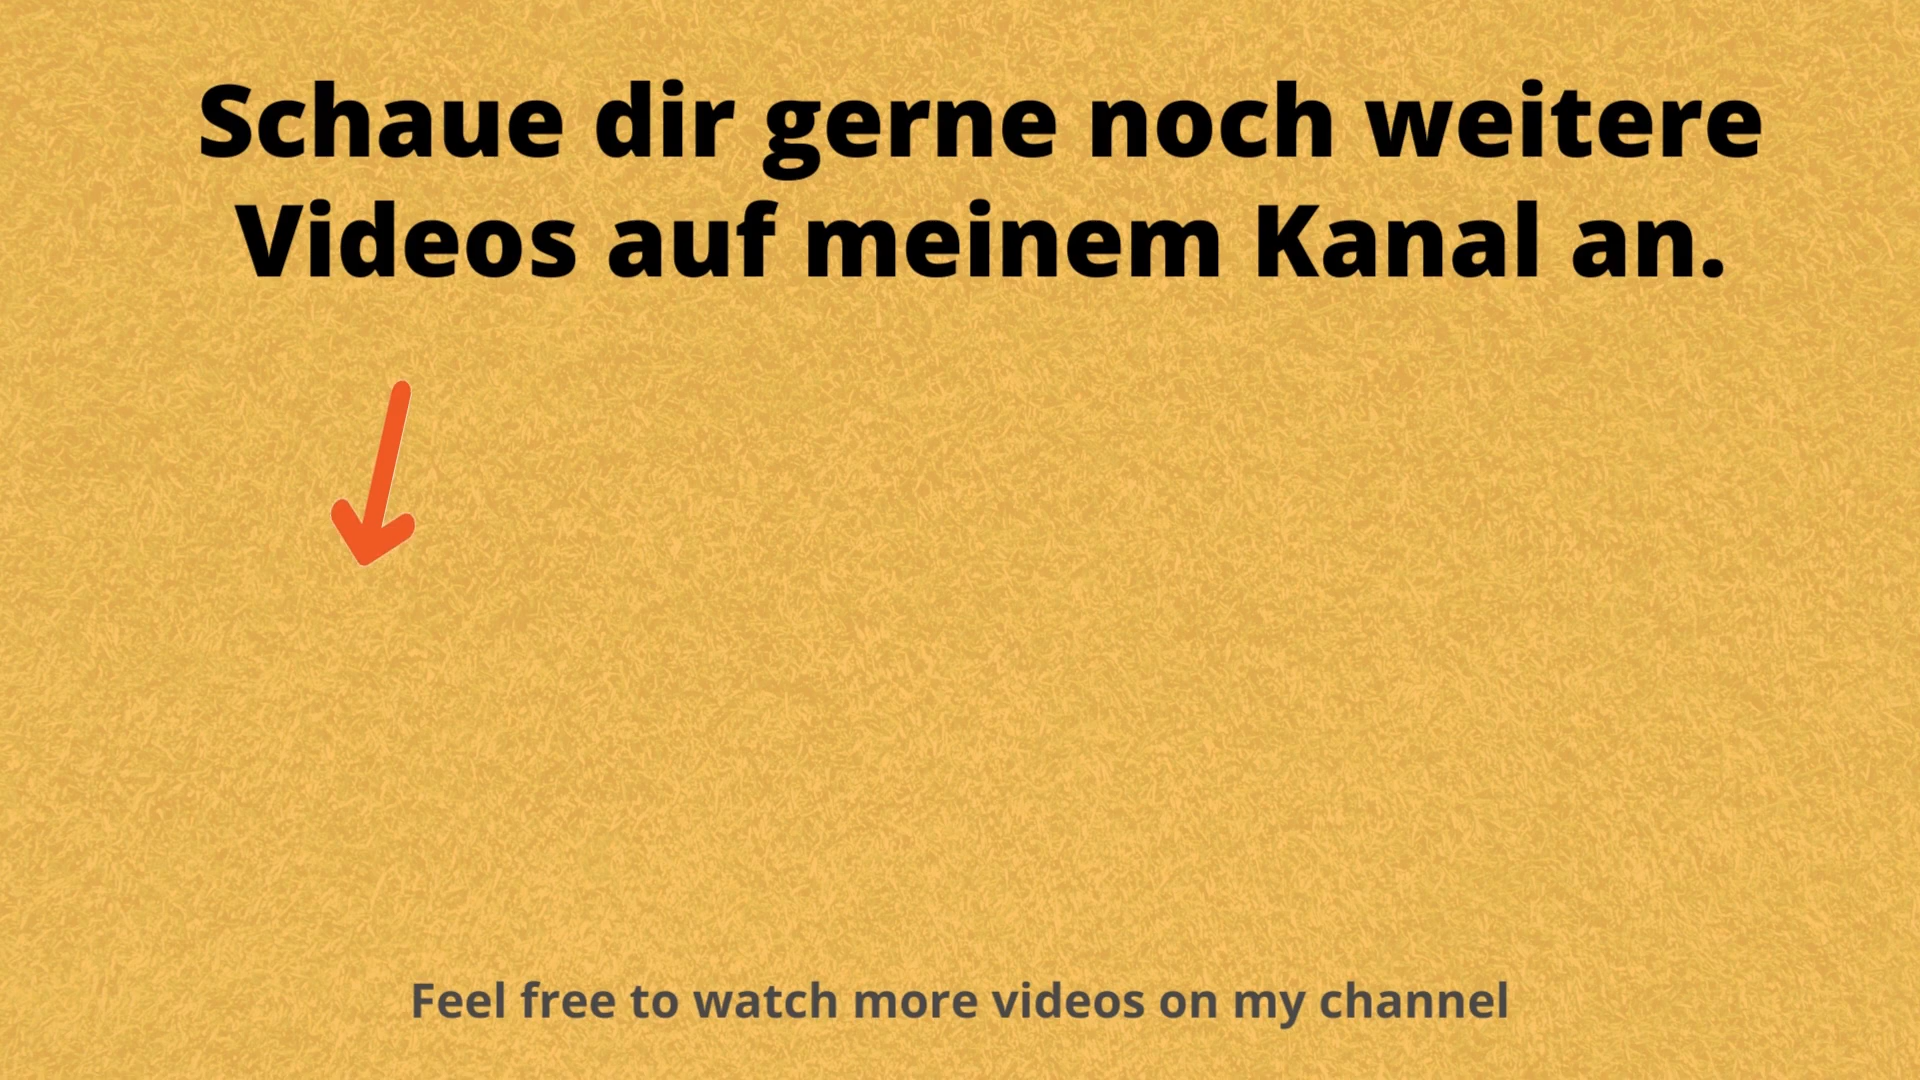 Schaue dir gerne noch weitere
Videos auf meinem Kanal an.
Feel free to watch more videos on my channel